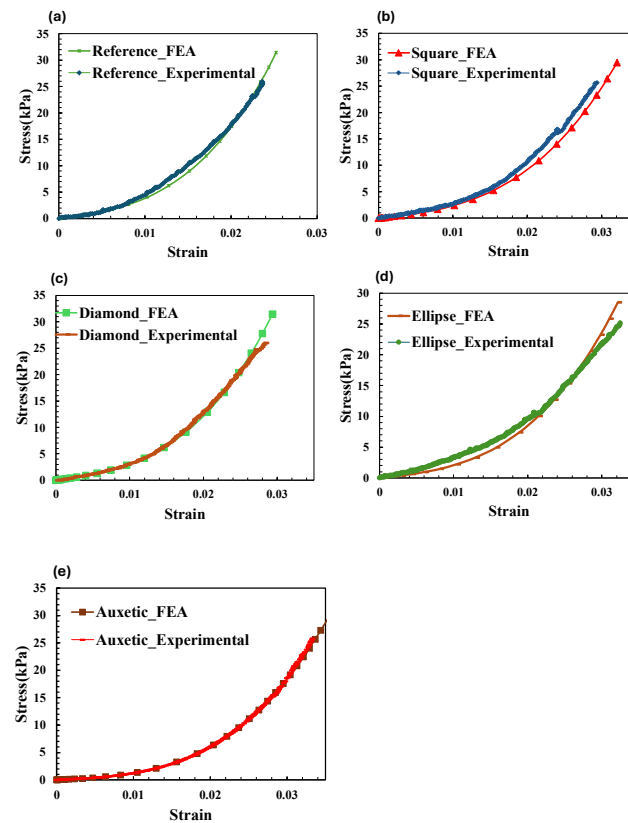 (a)
Reference_FEA
Reference_Experimental
Stress(kPa)
35
30
25
20
15
10
5
0
0 0.01 0.02 0.03
Strain
(b)
Square_FEA
Square_Experimental
Stress(kPa)
35
30
25
20
15
10
5
0
0 0.01 0.02 0.03
Strain
(c)
Diamond_FEA
Diamond_Experimental
Stress(kPa)
35
30
25
20
15
10
5
0
0 0.01 0.02 0.03
Strain
(d)
Ellipse_FEA
Ellipse_Experimental
Stress(kPa)
30
25
20
15
10
5
0
0 0.01 0.02 0.03
Strain
(e)
Auxetic_FEA
Auxetic_Experimental
Stress(kPa)
35
30
25
20
15
10
5
0
0 0.01 0.02 0.03
Strain